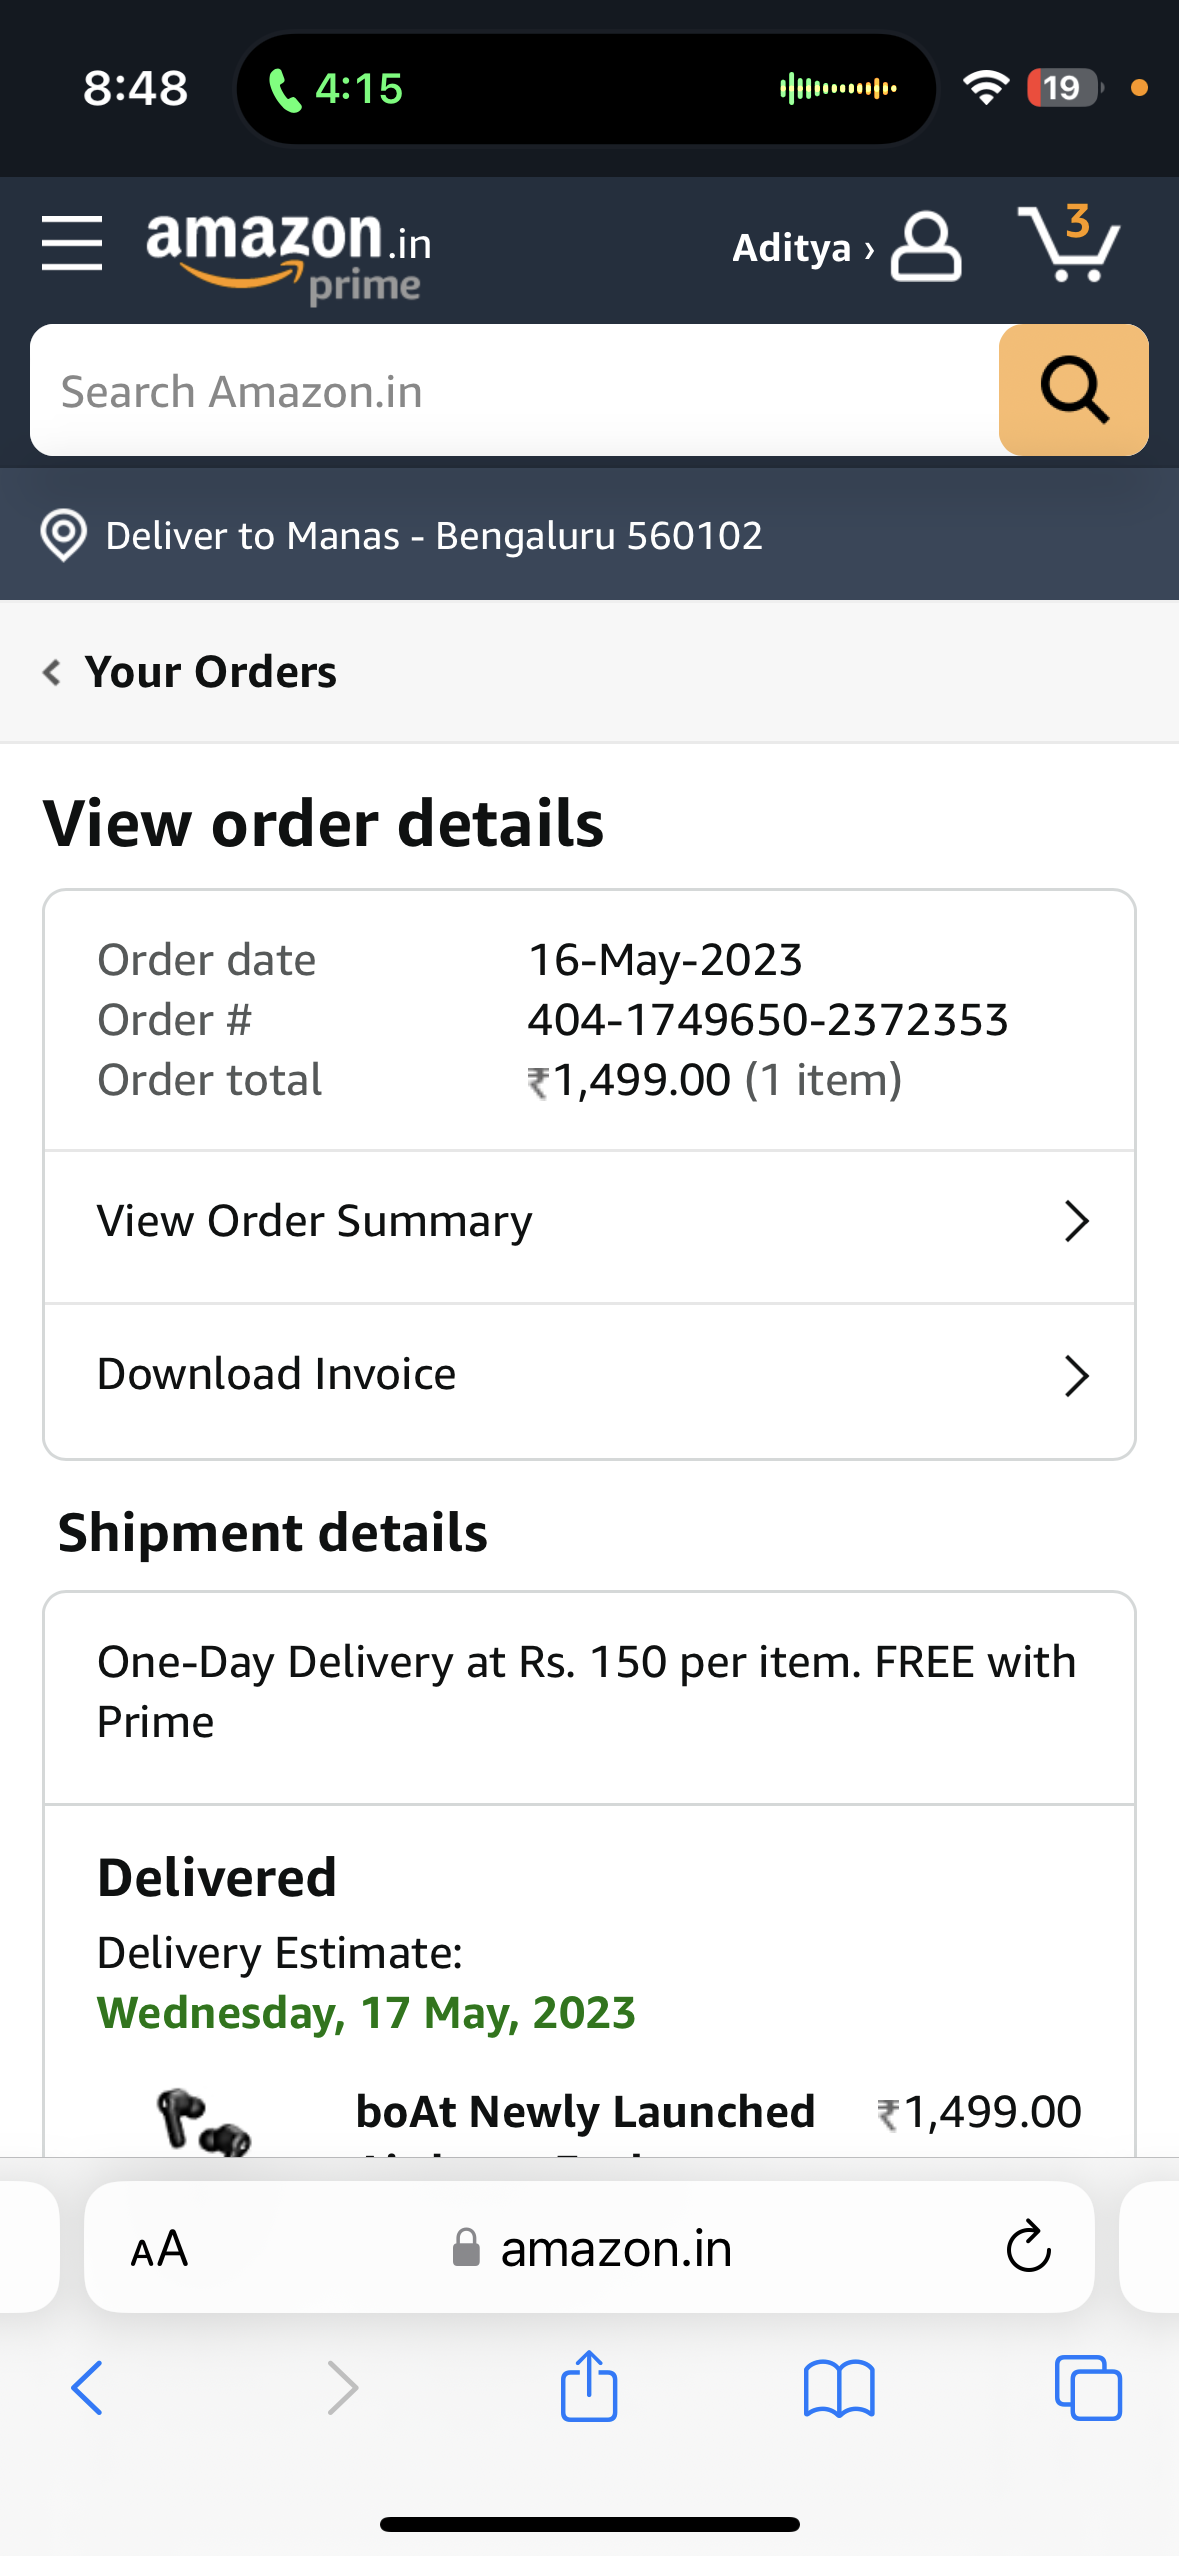 8:48
4:15
19
amazon.in
prime
Aditya ›
3
Search Amazon.in
Deliver to Manas - Bengaluru 560102
Your Orders
View order details
Order date 16-May-2023
Order # 404-1749650-2372353
Order total ₹1,499.00 (1 item)
View Order Summary
Download Invoice
Shipment details
One-Day Delivery at Rs. 150 per item. FREE with
Prime
Delivered
Delivery Estimate:
Wednesday, 17 May, 2023
boAt Newly Launched ₹1,499.00
AA amazon.in